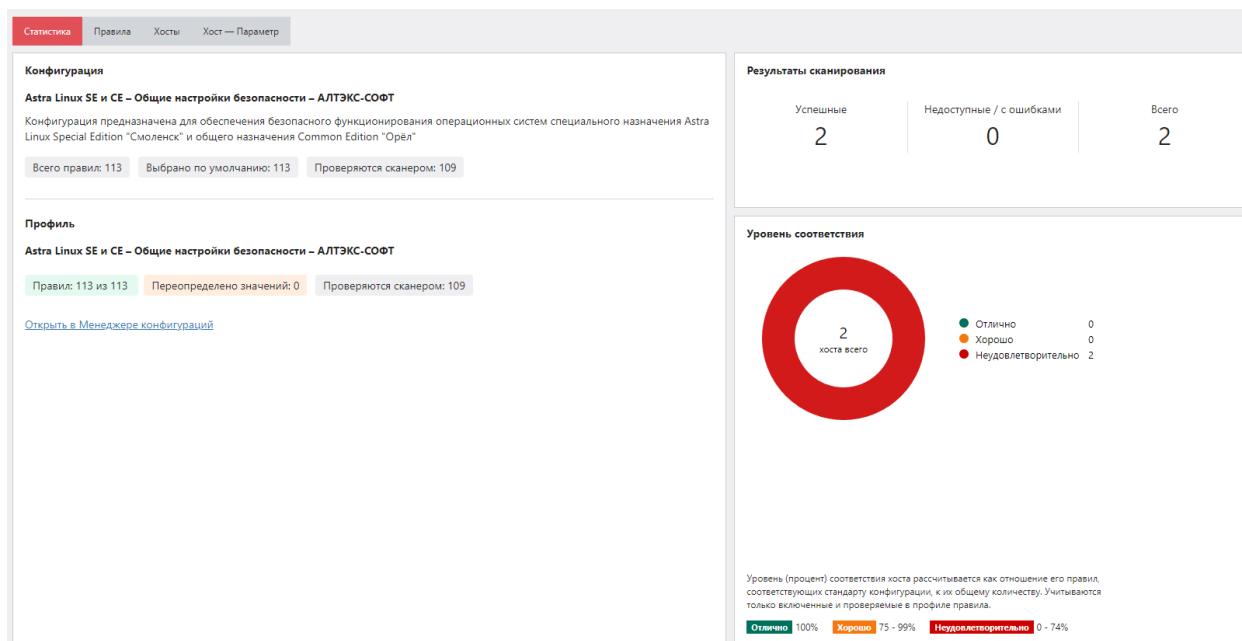 Статистика
Правила
Хосты
Хост — Параметр
Конфигурация
Astra Linux SE и CE – Общие настройки безопасности – АЛТЭКС-СОФТ
Конфигурация предназначена для обеспечения безопасного функционирования операционных систем специального назначения Astra
Linux Special Edition "Смоленск" и общего назначения Common Edition "Орёл"
Всего правил: 113
Выбрано по умолчанию: 113
Проверяются сканером: 109
Профиль
Astra Linux SE и CE – Общие настройки безопасности – АЛТЭКС-СОФТ
Правил: 113 из 113
Переопределено значений: 0
Проверяются сканером: 109
Открыть в Менеджере конфигураций
Результаты сканирования
Успешные
2
Недоступные / с ошибками
0
Всего
2
Уровень соответствия
2
хоста всего
Отлично 0
Хорошо 0
Неудовлетворительно 2
Уровень (процент) соответствия хоста рассчитывается как отношение его правил,
соответствующих стандарту конфигурации, к их общему количеству. Учитываются
только включенные и проверяемые в профиле правила.
Отлично 100% Хорошо 75 - 99% Неудовлетворительно 0 - 74%